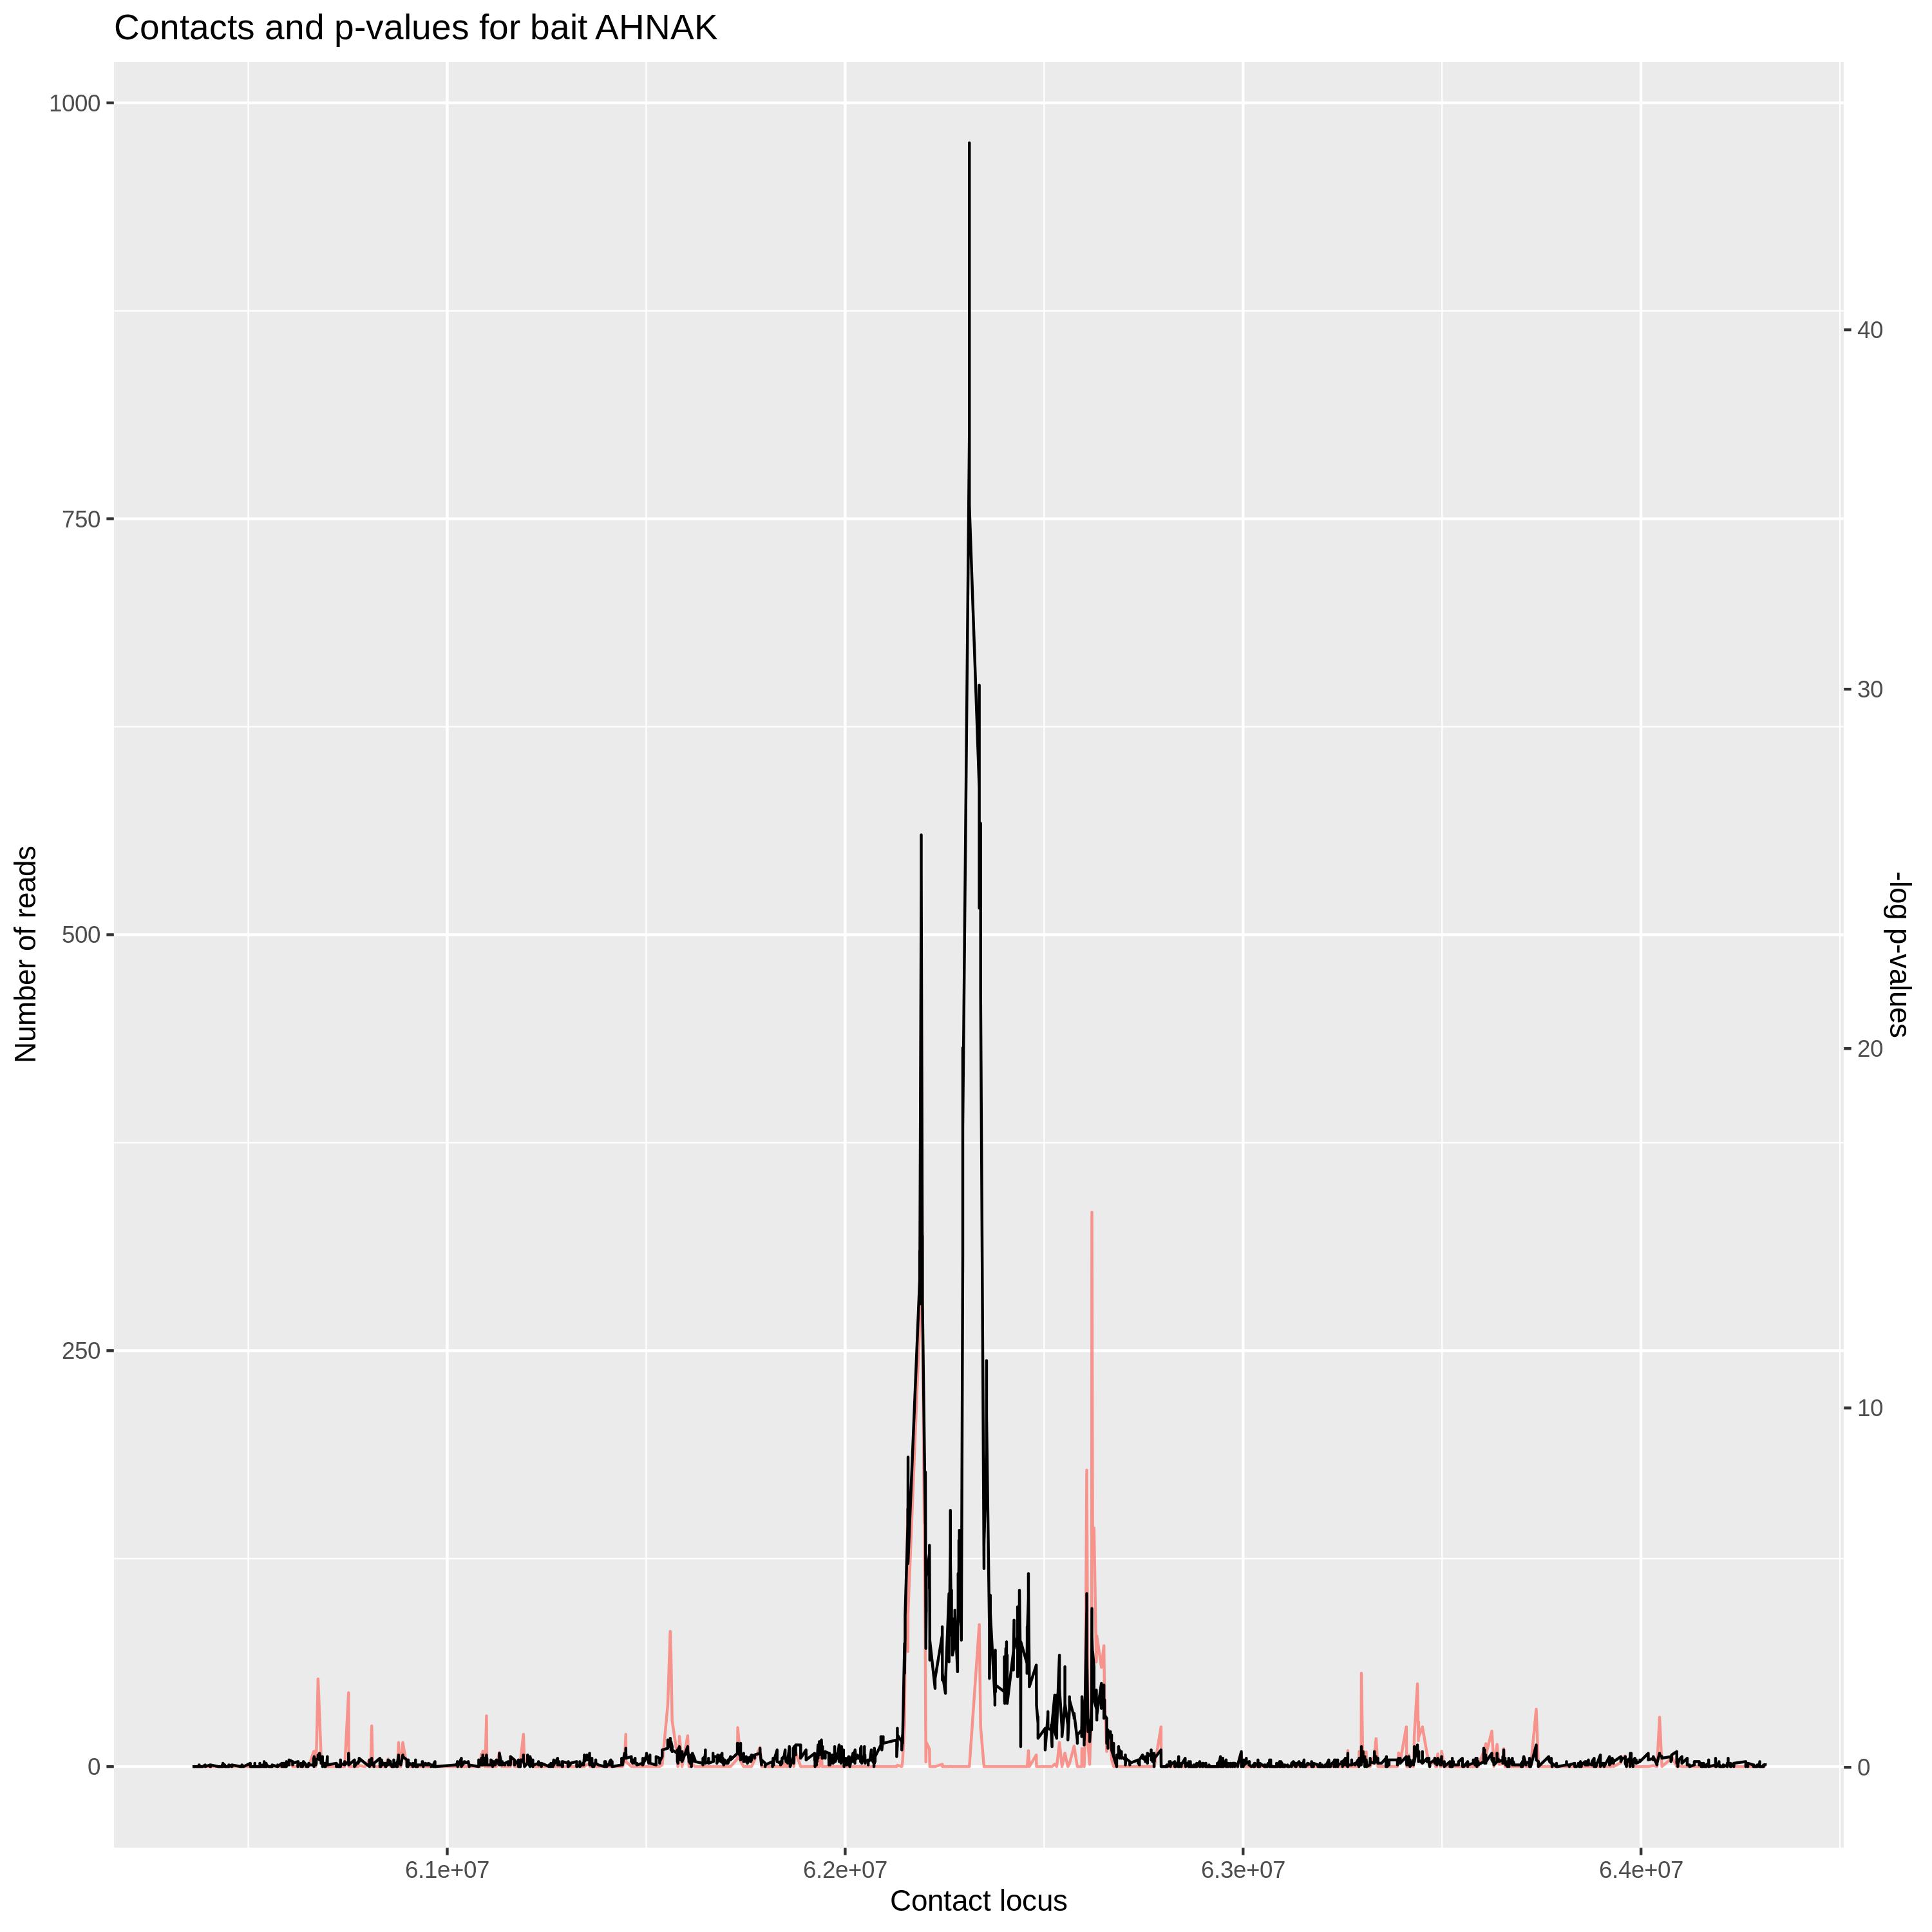 Contacts and p-values for bait AHNAK
1000
750
500
250
0
Number of reads
40
30
20
10
0
-log p-values
6.1e+07
6.2e+07
6.3e+07
6.4e+07
Contact locus